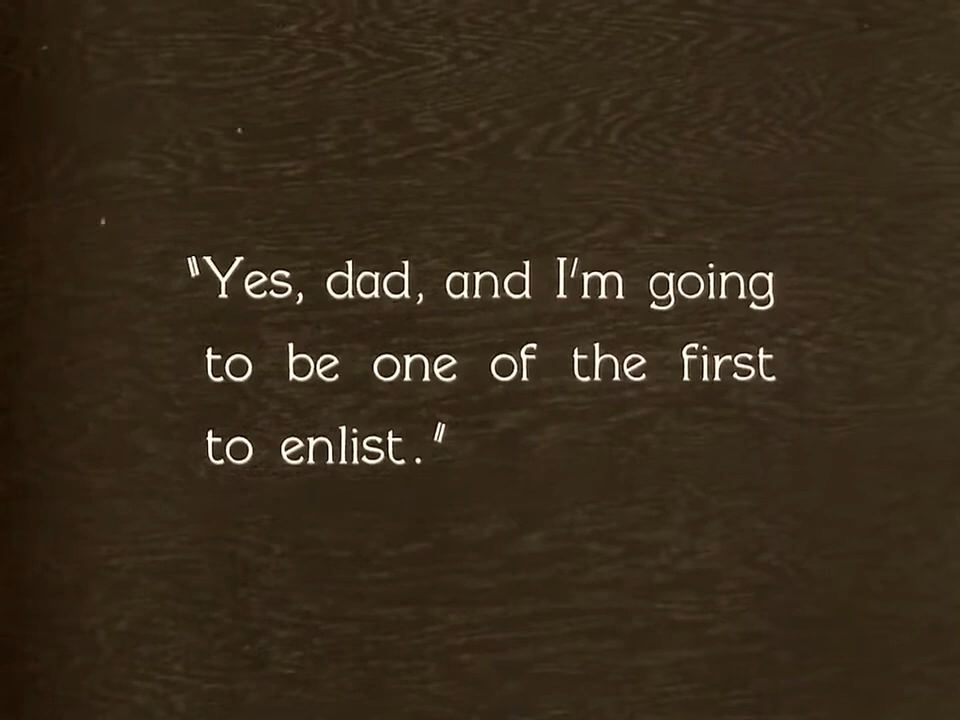 "Yes, dad, and I'm going
to be one of the first
to enlist."